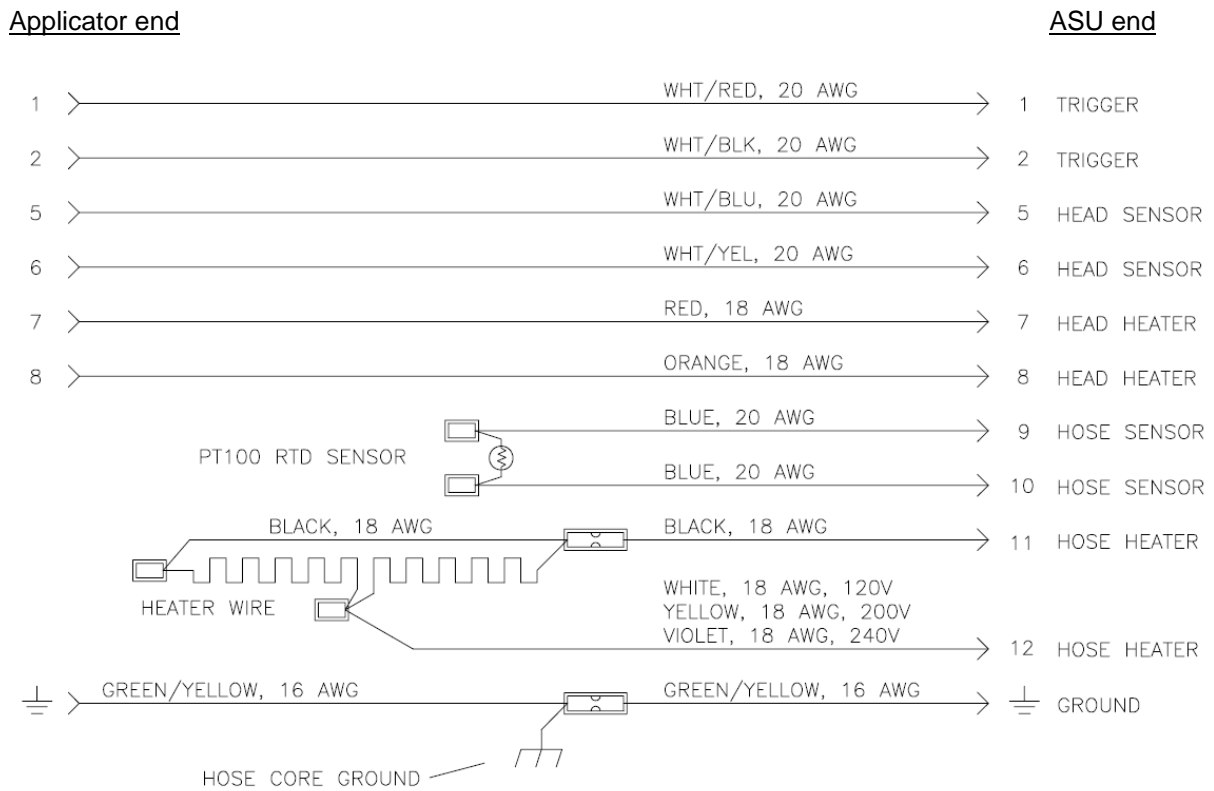 Applicator end ASU end
1 WHT/RED, 20 AWG 1 TRIGGER
2 WHT/BLK, 20 AWG 2 TRIGGER
5 WHT/BLU, 20 AWG 5 HEAD SENSOR
6 WHT/YEL, 20 AWG 6 HEAD SENSOR
7 RED, 18 AWG 7 HEAD HEATER
8 ORANGE, 18 AWG 8 HEAD HEATER
BLUE, 20 AWG 9 HOSE SENSOR
PT100 RTD SENSOR
BLUE, 20 AWG 10 HOSE SENSOR
BLACK, 18 AWG BLACK, 18 AWG 11 HOSE HEATER
HEATER WIRE
WHITE, 18 AWG, 120V
YELLOW, 18 AWG, 200V
VIOLET, 18 AWG, 240V
12 HOSE HEATER
GREEN/YELLOW, 16 AWG GREEN/YELLOW, 16 AWG GROUND
HOSE CORE GROUND